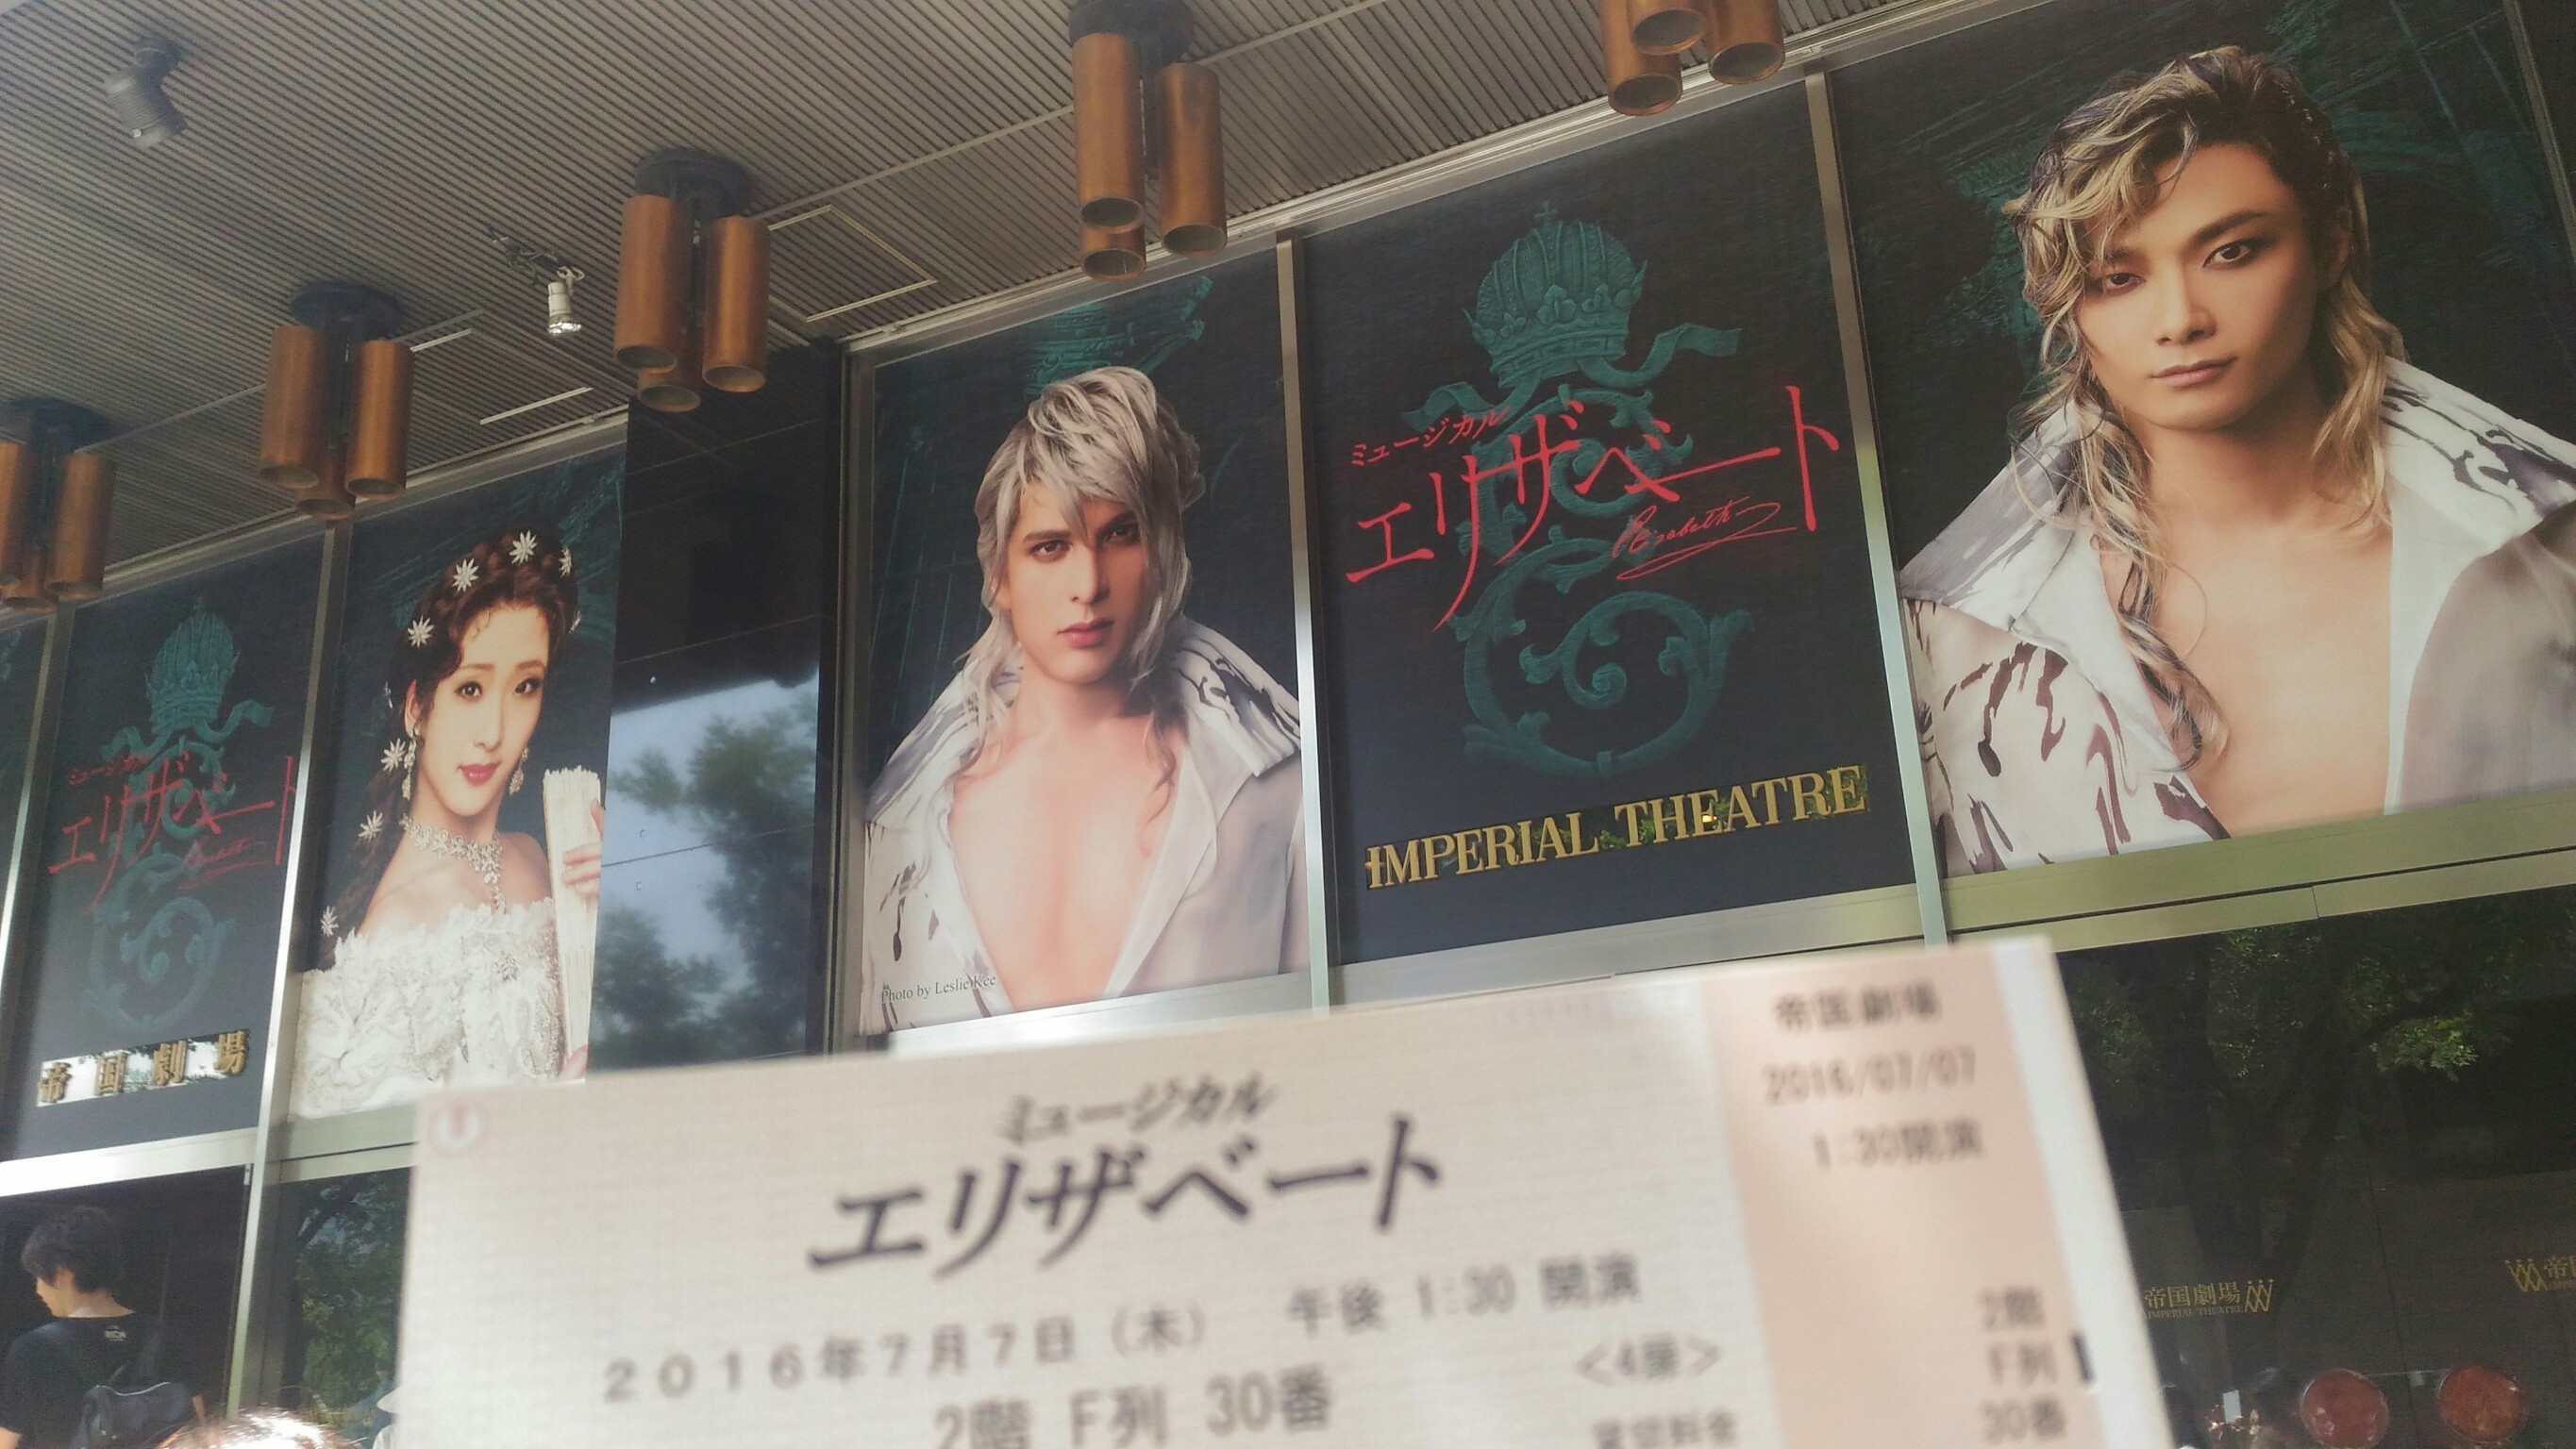 ミュージカル
エリザベート
Elisabeth
帝国劇場
Photo by Leslie Kee
ミュージカル
エリザベート
Elisabeth
IMPERIAL THEATRE
ミュージカル
エリザベート
2016年7月7日（木） 午後 1:30 開演
2階 F列 30番
<4扉>
帝国劇場
2016/07/07
1:30開演
2階
F列
30番
帝国劇場
IMPERIAL THEATRE